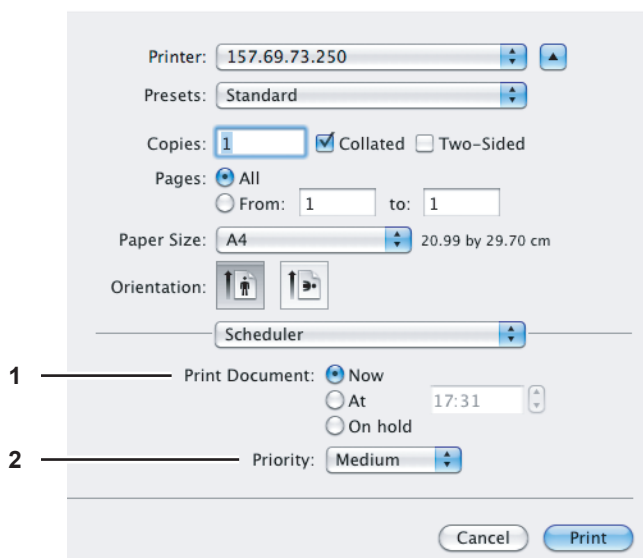 Printer: 157.69.73.250
Presets: Standard
Copies: 1 Collated Two-Sided
Pages: All
From: 1 to: 1
Paper Size: A4 20.99 by 29.70 cm
Orientation:
Scheduler
1 Print Document: Now
At 17:31
On hold
2 Priority: Medium
Cancel Print